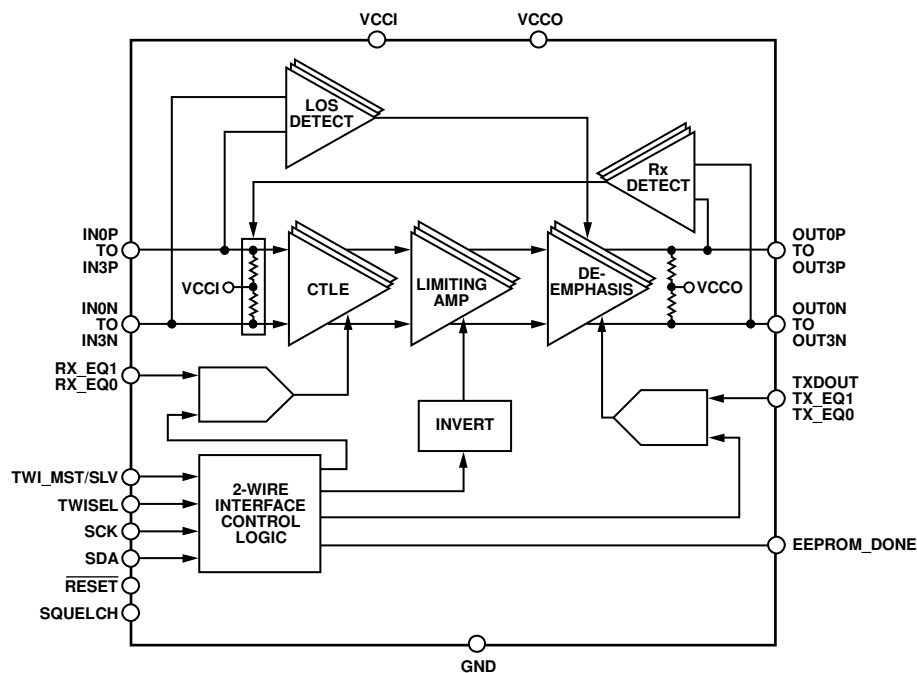 VCCI
VCCO
LOS
DETECT
Rx
DETECT
IN0P
TO
IN3P
VCCI
IN0N
TO
IN3N
CTLE
LIMITING
AMP
DE-
EMPHASIS
VCCO
OUT0P
TO
OUT3P
OUT0N
TO
OUT3N
RX_EQ1
RX_EQ0
INVERT
TXDOUT
TX_EQ1
TX_EQ0
TWI_MST/SLV
TWISEL
SCK
SDA
RESET
SQUELCH
2-WIRE
INTERFACE
CONTROL
LOGIC
EEPROM_DONE
GND